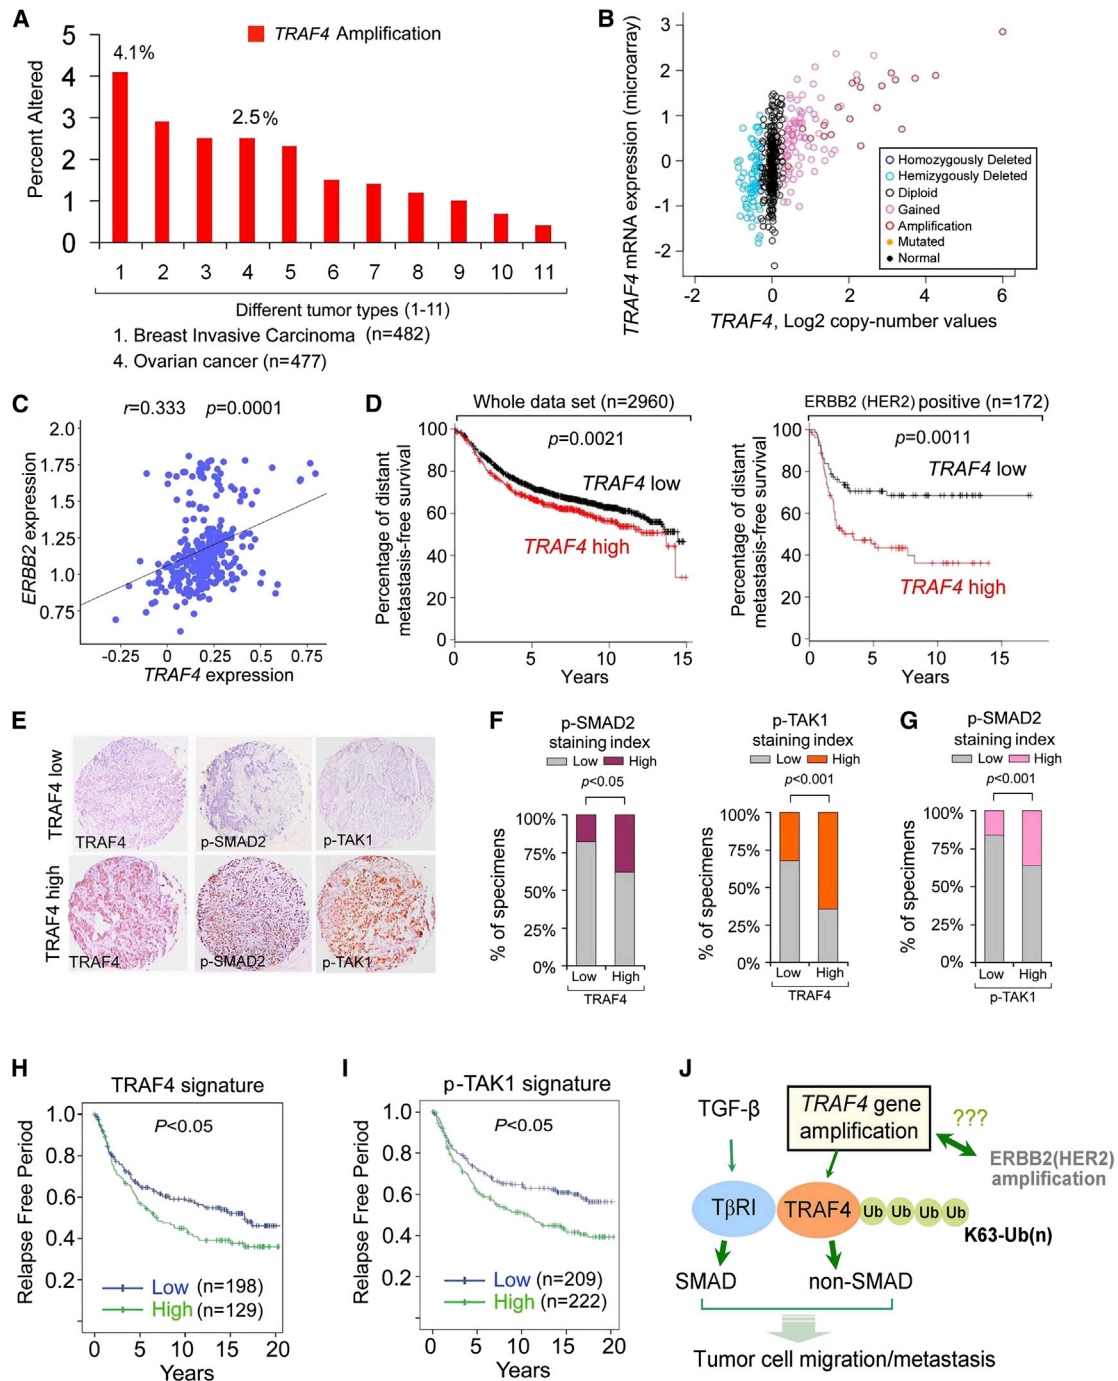 A
TRAF4 Amplification
Percent Altered
5
4
3
2
1
0
4.1%
2.5%
1 2 3 4 5 6 7 8 9 10 11
Different tumor types (1-11)
1. Breast Invasive Carcinoma (n=482)
4. Ovarian cancer (n=477)
B
TRAF4 mRNA expression (microarray)
3
2
1
0
-1
-2
Homozygously Deleted
Hemizygously Deleted
Diploid
Gained
Amplification
Mutated
Normal
-2 0 2 4 6
TRAF4, Log2 copy-number values
C
r=0.333 p=0.0001
ERBB2 expression
2.0
1.75
1.5
1.25
1.0
0.75
-0.25 0 0.25 0.5 0.75
TRAF4 expression
D
Whole data set (n=2960)
p=0.0021
Percentage of distant
metastasis-free survival
100
80
60
40
20
0
TRAF4 low
TRAF4 high
0 5 10 15
Years
ERBB2 (HER2) positive (n=172)
p=0.0011
Percentage of distant
metastasis-free survival
100
80
60
40
20
0
TRAF4 low
TRAF4 high
0 5 10 15
Years
E
TRAF4 low
TRAF4 p-SMAD2 p-TAK1
TRAF4 high
TRAF4 p-SMAD2 p-TAK1
F
p-SMAD2
staining index
Low High
p<0.05
% of specimens
100%
75%
50%
25%
0%
Low High
TRAF4
p-TAK1
staining index
Low High
p<0.001
% of specimens
100%
75%
50%
25%
0%
Low High
TRAF4
G
p-SMAD2
staining index
Low High
p<0.001
% of specimens
100%
75%
50%
25%
0%
Low High
p-TAK1
H
TRAF4 signature
P<0.05
Relapse Free Period
1.0
0.8
0.6
0.4
0.2
Low (n=198)
High (n=129)
0 5 10 15 20
Years
I
p-TAK1 signature
P<0.05
Relapse Free Period
1.0
0.8
0.6
0.4
0.2
Low (n=209)
High (n=222)
0 5 10 15 20
Years
J
TGF-β
TRAF4 gene
amplification
???
ERBB2(HER2)
amplification
TβRI
TRAF4
Ub Ub Ub Ub
K63-Ub(n)
SMAD
non-SMAD
Tumor cell migration/metastasis